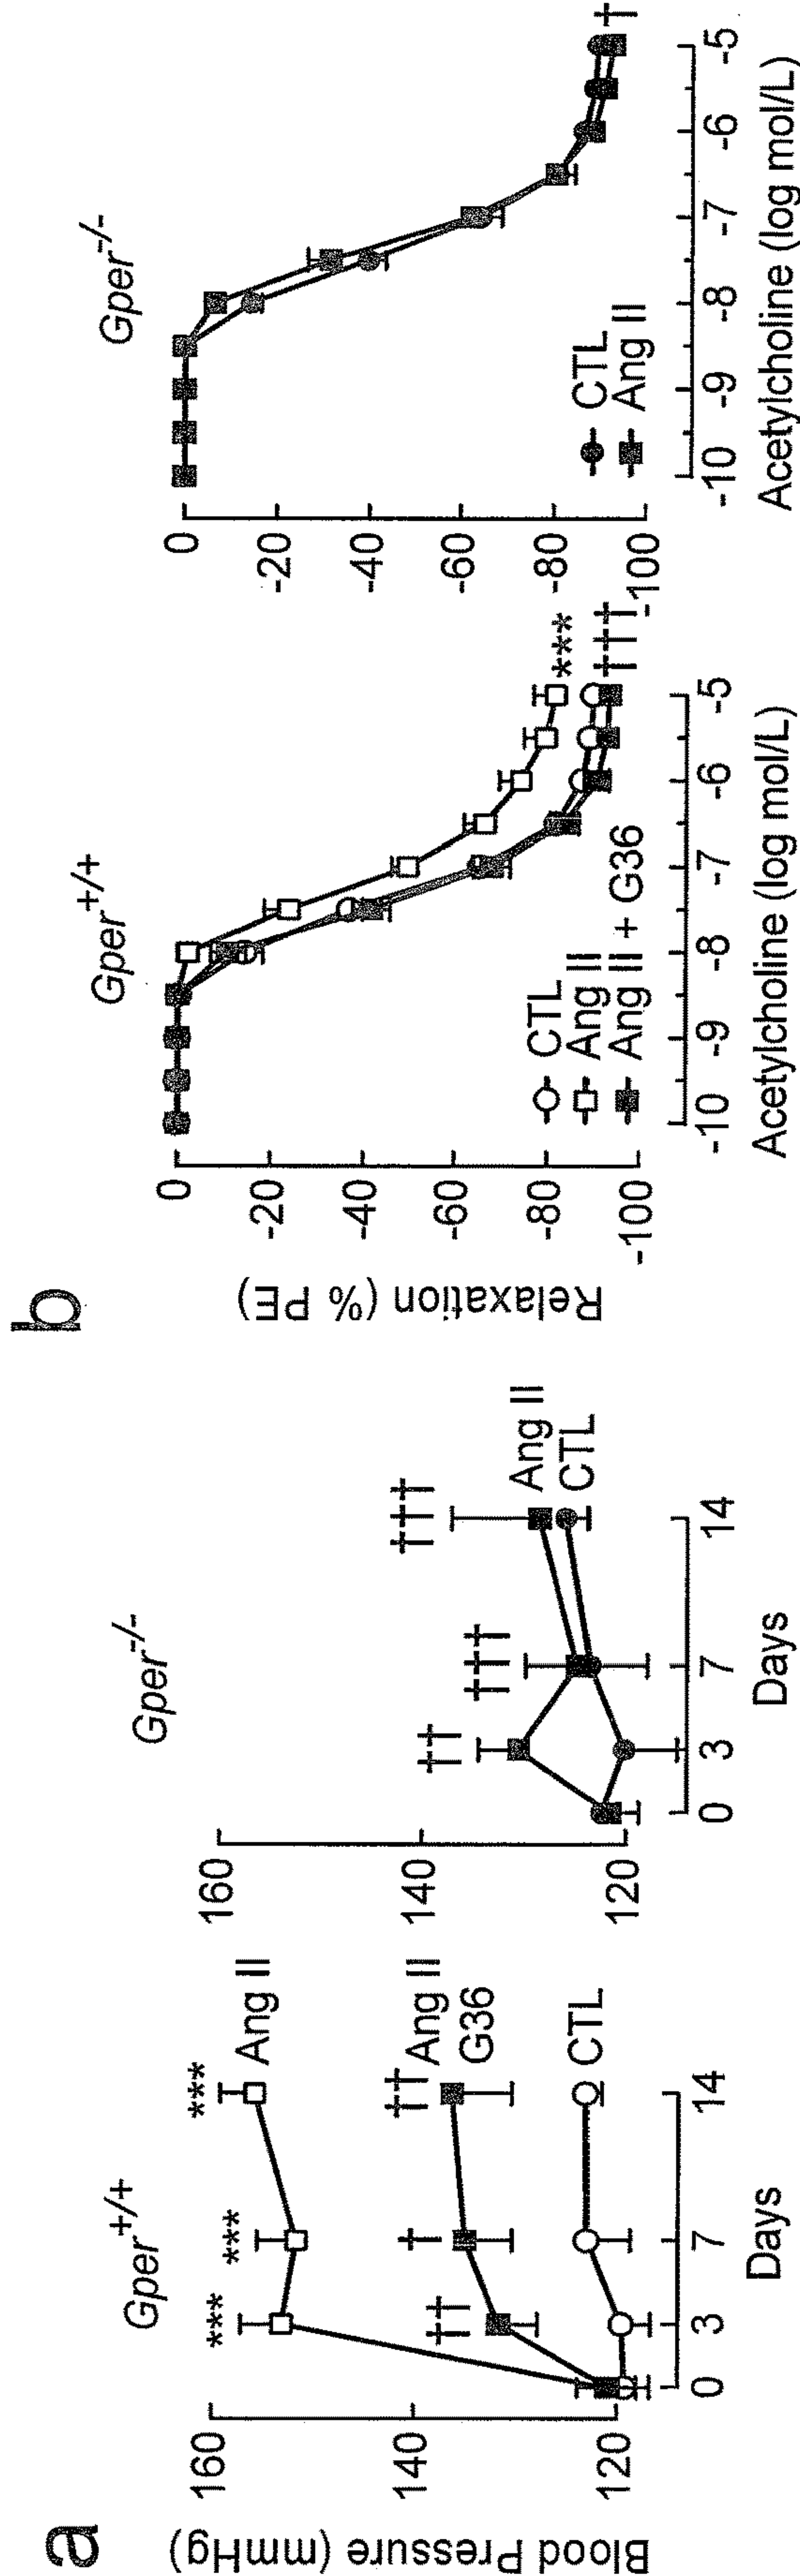 a
Gper+/+
Blood Pressure (mmHg)
160
140
120
***
***
***
Ang II
††
†
††
Ang II
G36
CTL
0 3 7 14
Days
Gper-/-
160
140
120
††
†††
†††
Ang II
CTL
0 3 7 14
Days
b
Gper+/+
Relaxation (% PE)
0
-20
-40
-60
-80
-100
CTL
Ang II
Ang II + G36
***
†††
-10 -9 -8 -7 -6 -5
Acetylcholine (log mol/L)
Gper-/-
0
-20
-40
-60
-80
-100
CTL
Ang II
†
-10 -9 -8 -7 -6 -5
Acetylcholine (log mol/L)